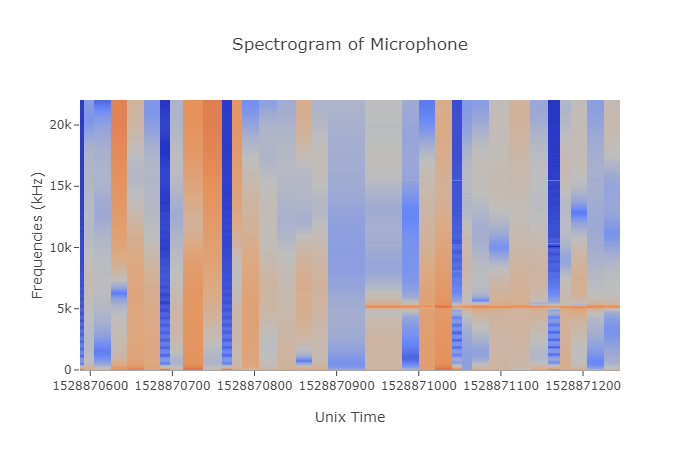 Spectrogram of Microphone
20k
15k
10k
5k
0
Frequencies (kHz)
1528870600 1528870700 1528870800 1528870900 1528871000 1528871100 1528871200
Unix Time